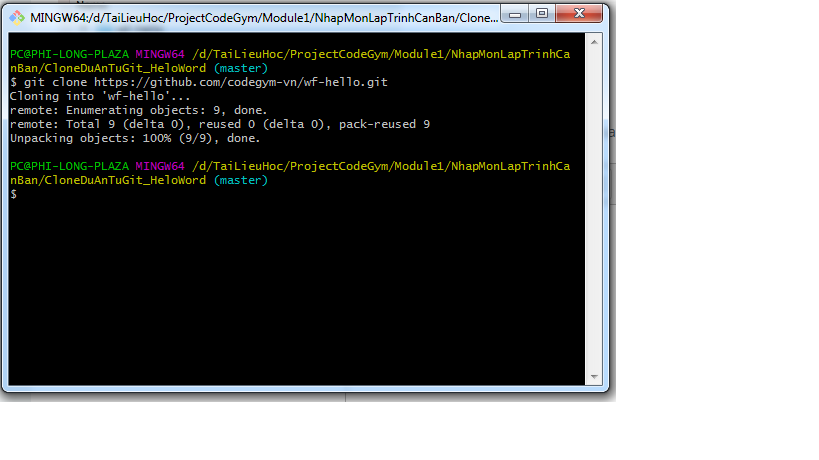 MINGW64:/d/TaiLieuHoc/ProjectCodeGym/Module1/NhapMonLapTrinhCanBan/Clone...
PC@PHI-LONG-PLAZA MINGW64 /d/TaiLieuHoc/ProjectCodeGym/Module1/NhapMonLapTrinhCa
nBan/CloneDuAnTuGit_HeloWord (master)
$ git clone https://github.com/codegym-vn/wf-hello.git
Cloning into 'wf-hello'...
remote: Enumerating objects: 9, done.
remote: Total 9 (delta 0), reused 0 (delta 0), pack-reused 9
Unpacking objects: 100% (9/9), done.
PC@PHI-LONG-PLAZA MINGW64 /d/TaiLieuHoc/ProjectCodeGym/Module1/NhapMonLapTrinhCa
nBan/CloneDuAnTuGit_HeloWord (master)
$